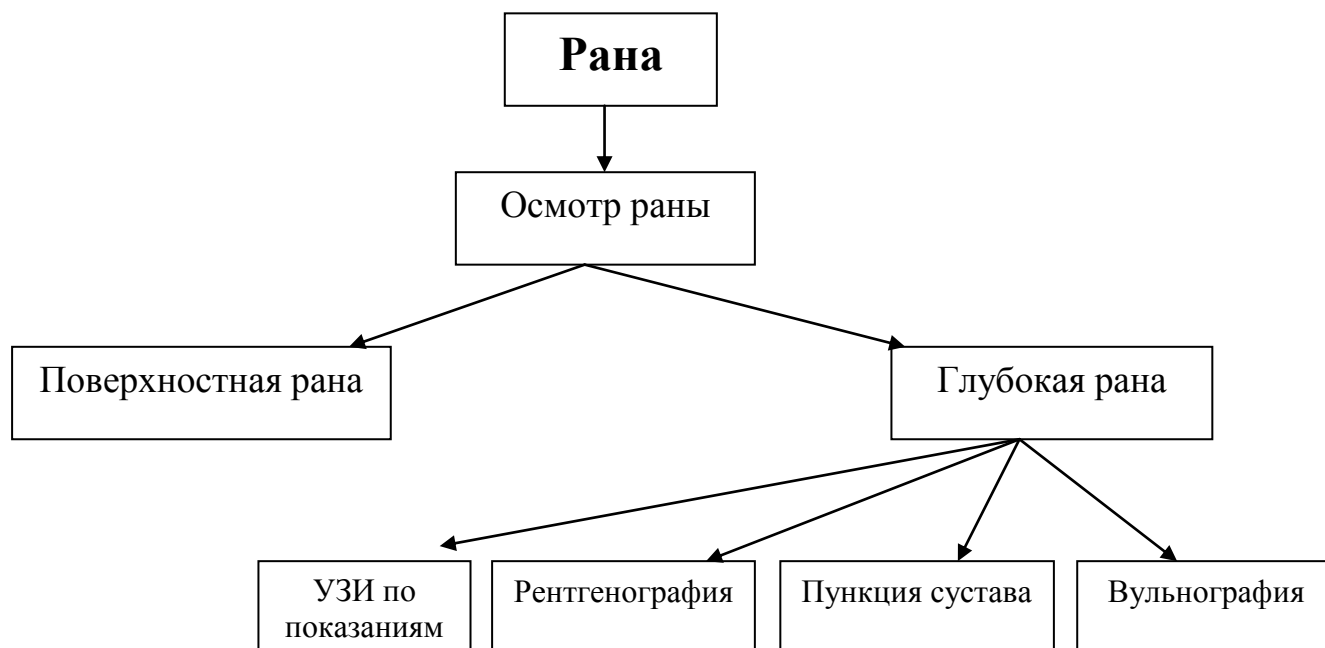 Рана
Осмотр раны
Поверхностная рана
Глубокая рана
УЗИ по
показаниям
Рентгенография
Пункция сустава
Вульнография